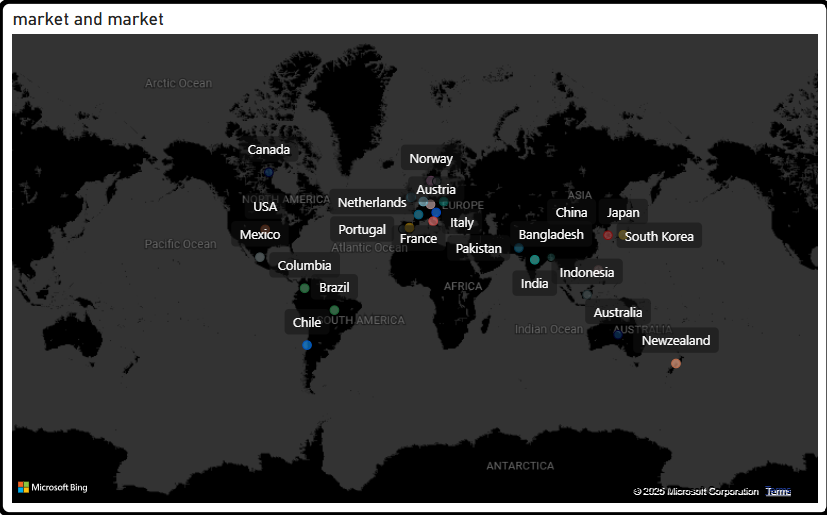 market and market
Arctic Ocean
Canada
Norway
Austria
NORTH AMERICA
Netherlands
EUROPE
ASIA
USA
China
Japan
Portugal
Italy
Mexico
France
Bangladesh
South Korea
Pacific Ocean
Atlantic Ocean
Pakistan
Columbia
Indonesia
India
Brazil
AFRICA
Chile
SOUTH AMERICA
Australia
Indian Ocean
AUSTRALIA
Newzealand
ANTARCTICA
Microsoft Bing
© 2025 Microsoft Corporation Terms